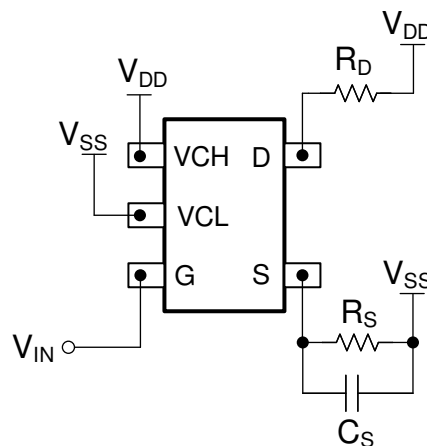 V_DD
R_D
V_DD
V_SS
VCH
D
VCL
G
S
V_SS
R_S
V_IN
C_S